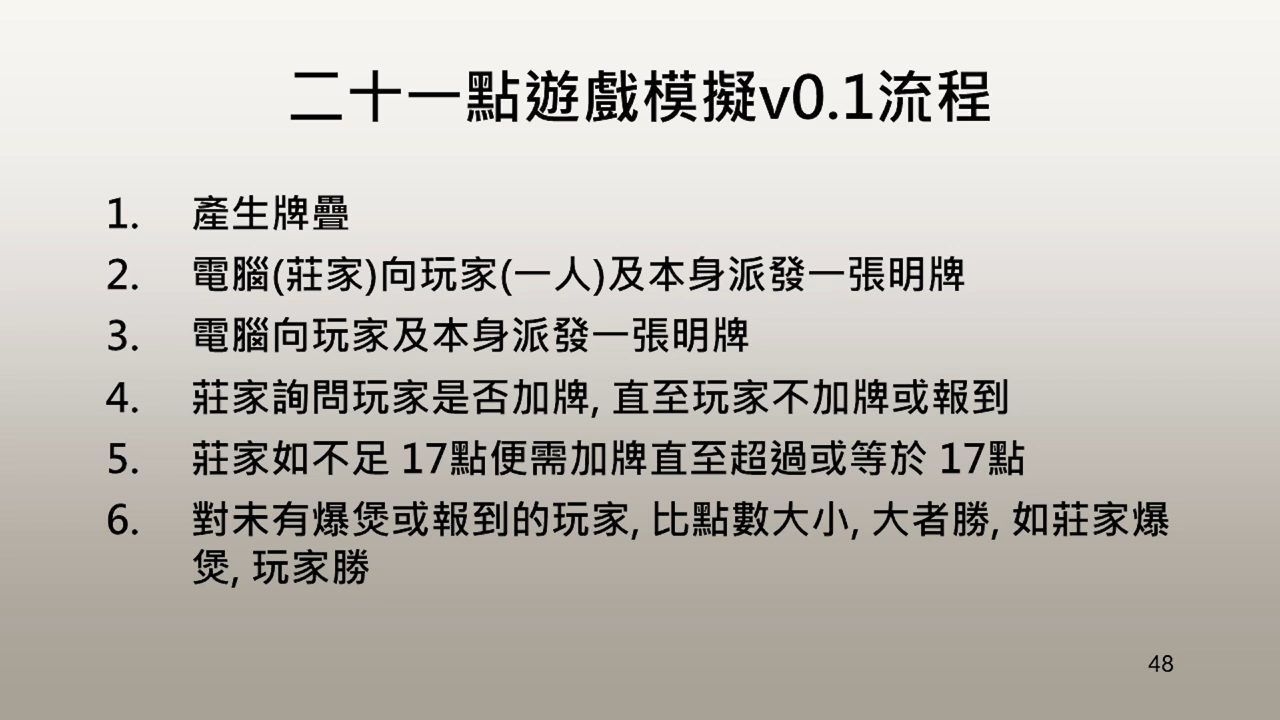 二十一點遊戲模擬v0.1流程
1. 產生牌疊
2. 電腦(莊家)向玩家(一人)及本身派發一張明牌
3. 電腦向玩家及本身派發一張明牌
4. 莊家詢問玩家是否加牌, 直至玩家不加牌或報到
5. 莊家如不足 17點便需加牌直至超過或等於 17點
6. 對未有爆煲或報到的玩家, 比點數大小, 大者勝, 如莊家爆
煲, 玩家勝
48